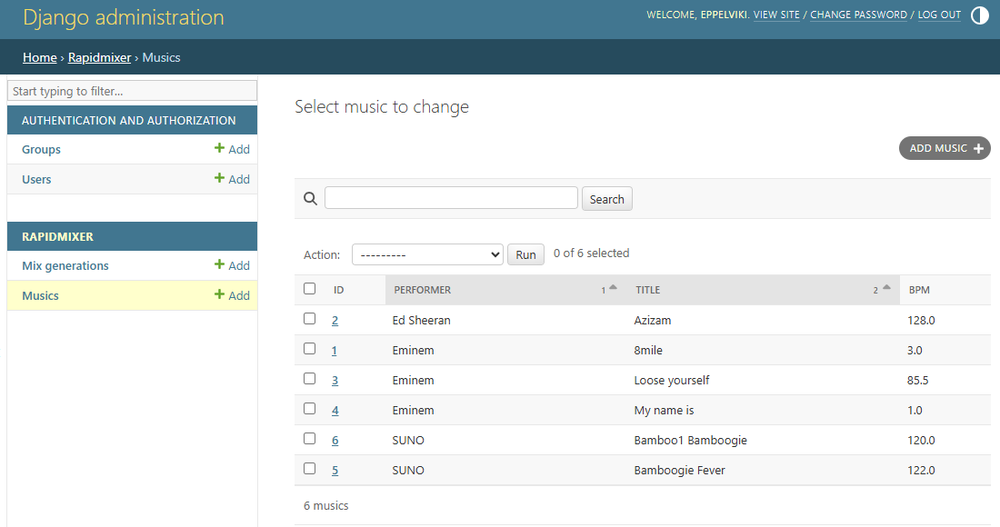 Django administration
WELCOME, EPPELVIKI. VIEW SITE / CHANGE PASSWORD / LOG OUT
Home › Rapidmixer › Musics
Start typing to filter...
AUTHENTICATION AND AUTHORIZATION
Groups + Add
Users + Add
RAPIDMIXER
Mix generations + Add
Musics + Add
Select music to change
ADD MUSIC +
Search
Action: --------- Run 0 of 6 selected
ID PERFORMER 1 TITLE 2 BPM
2 Ed Sheeran Azizam 128.0
1 Eminem 8mile 3.0
3 Eminem Loose yourself 85.5
4 Eminem My name is 1.0
6 SUNO Bamboo1 Bamboogie 120.0
5 SUNO Bamboogie Fever 122.0
6 musics